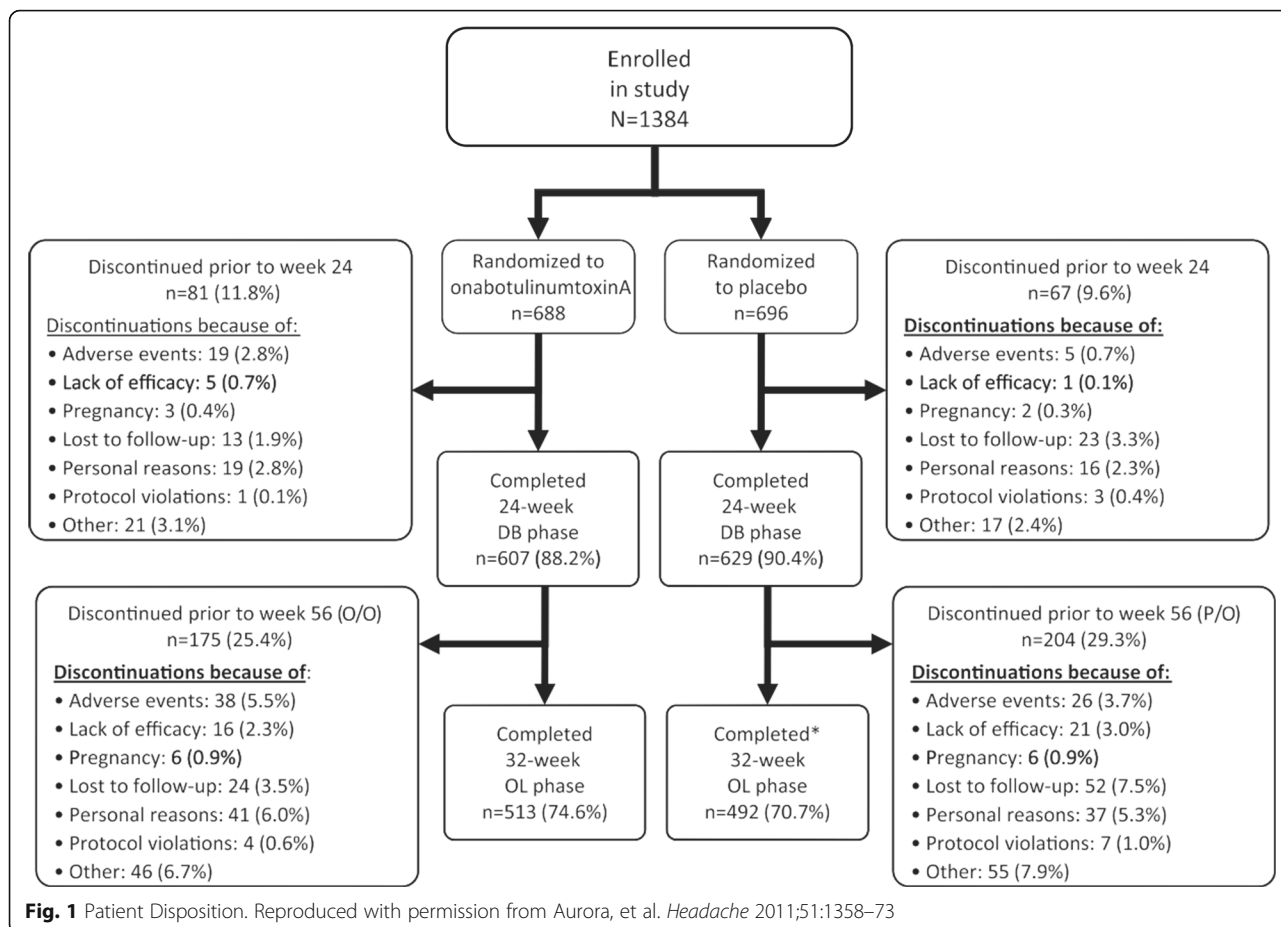 Enrolled
in study
N=1384
Randomized to
onabotulinumtoxinA
n=688
Randomized
to placebo
n=696
Discontinued prior to week 24
n=81 (11.8%)
Discontinuations because of:
• Adverse events: 19 (2.8%)
• Lack of efficacy: 5 (0.7%)
• Pregnancy: 3 (0.4%)
• Lost to follow-up: 13 (1.9%)
• Personal reasons: 19 (2.8%)
• Protocol violations: 1 (0.1%)
• Other: 21 (3.1%)
Discontinued prior to week 24
n=67 (9.6%)
Discontinuations because of:
• Adverse events: 5 (0.7%)
• Lack of efficacy: 1 (0.1%)
• Pregnancy: 2 (0.3%)
• Lost to follow-up: 23 (3.3%)
• Personal reasons: 16 (2.3%)
• Protocol violations: 3 (0.4%)
• Other: 17 (2.4%)
Completed
24-week
DB phase
n=607 (88.2%)
Completed
24-week
DB phase
n=629 (90.4%)
Discontinued prior to week 56 (O/O)
n=175 (25.4%)
Discontinuations because of:
• Adverse events: 38 (5.5%)
• Lack of efficacy: 16 (2.3%)
• Pregnancy: 6 (0.9%)
• Lost to follow-up: 24 (3.5%)
• Personal reasons: 41 (6.0%)
• Protocol violations: 4 (0.6%)
• Other: 46 (6.7%)
Completed
32-week
OL phase
n=513 (74.6%)
Completed*
32-week
OL phase
n=492 (70.7%)
Discontinued prior to week 56 (P/O)
n=204 (29.3%)
Discontinuations because of:
• Adverse events: 26 (3.7%)
• Lack of efficacy: 21 (3.0%)
• Pregnancy: 6 (0.9%)
• Lost to follow-up: 52 (7.5%)
• Personal reasons: 37 (5.3%)
• Protocol violations: 7 (1.0%)
• Other: 55 (7.9%)
Fig. 1 Patient Disposition. Reproduced with permission from Aurora, et al. Headache 2011;51:1358–73